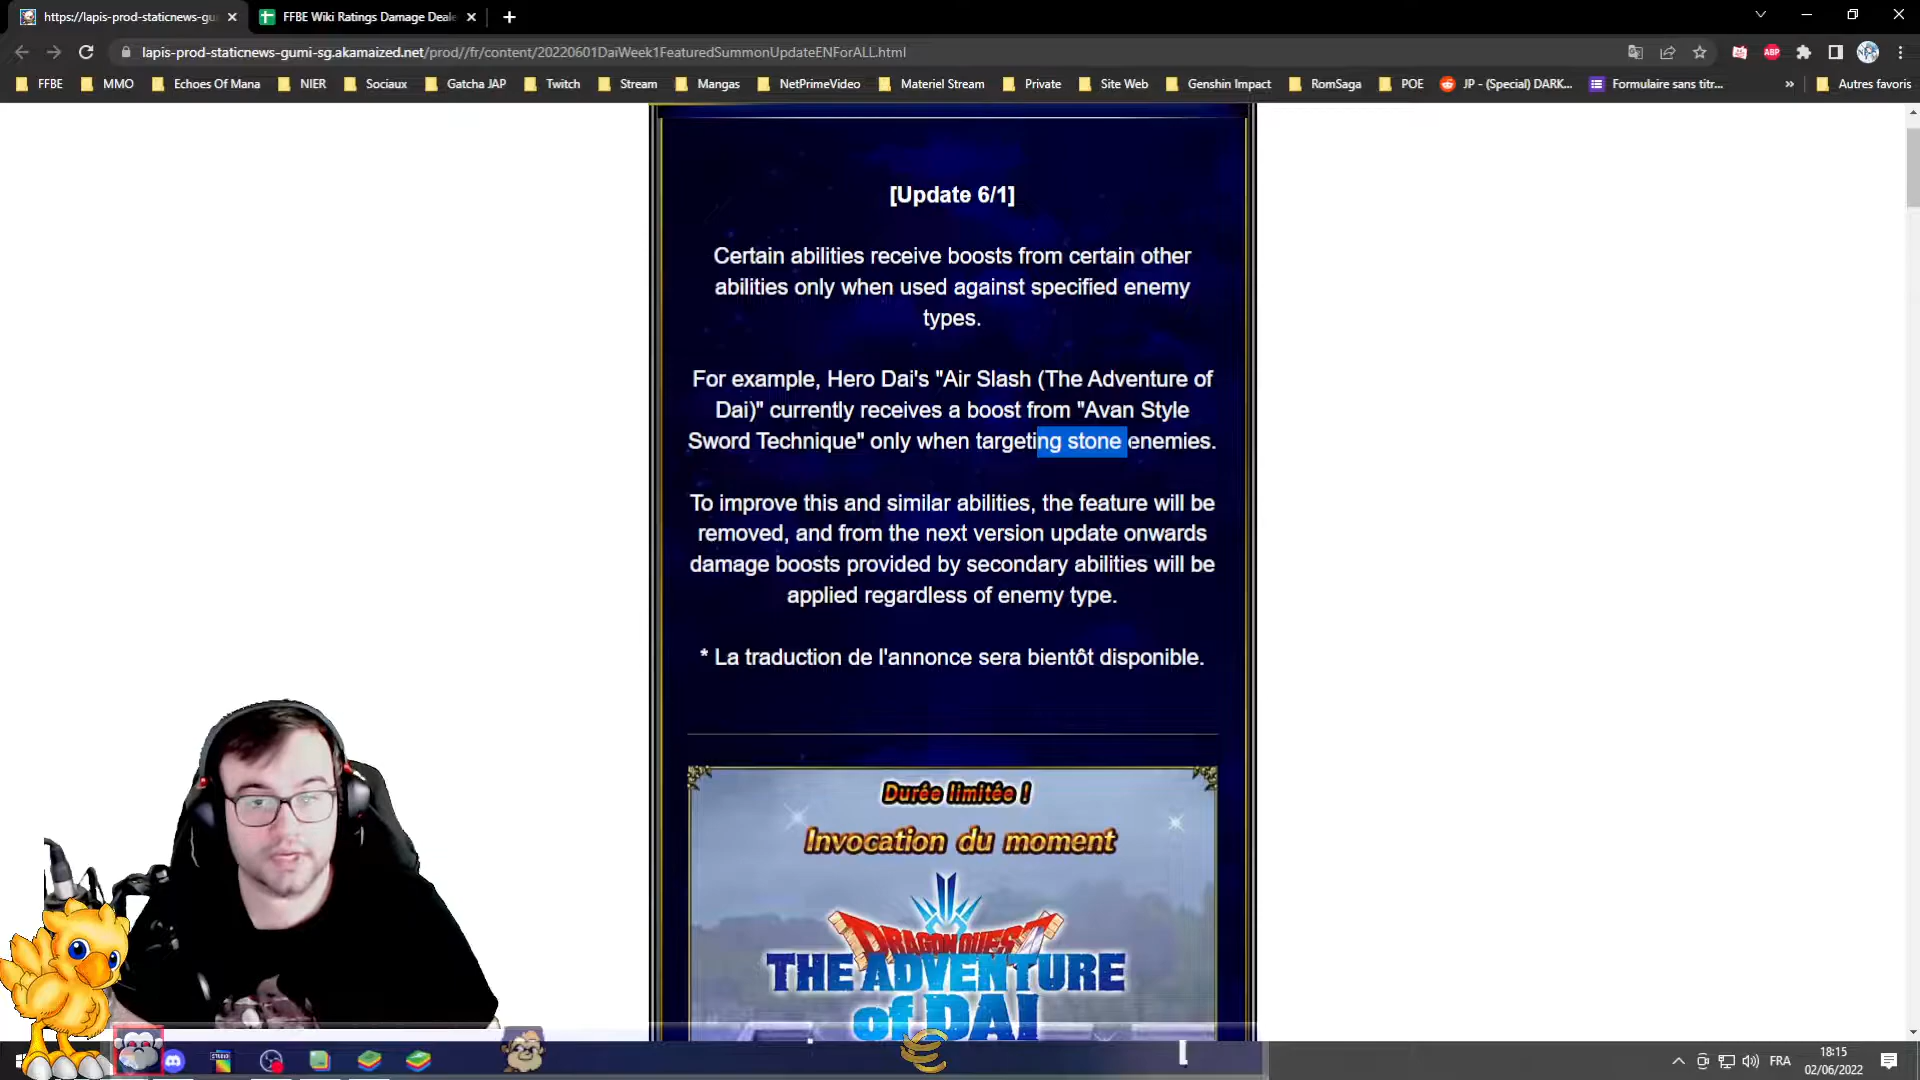 https://lapis-prod-staticnews-gu
FFBE Wiki Ratings Damage Deale
lapis-prod-staticnews-gumi-sg.akamaized.net/prod//fr/content/20220601DaiWeek1FeaturedSummonUpdateENForALL.html
ABP
FFBE MMO Echoes Of Mana NIER Sociaux Gatcha JAP Twitch Stream Mangas NetPrimeVideo Materiel Stream Private Site Web Genshin Impact RomSaga POE JP - (Special) DARK... Formulaire sans titr... » Autres favoris
[Update 6/1]
Certain abilities receive boosts from certain other
abilities only when used against specified enemy
types.
For example, Hero Dai's "Air Slash (The Adventure of
Dai)" currently receives a boost from "Avan Style
Sword Technique" only when targeting stone enemies.
To improve this and similar abilities, the feature will be
removed, and from the next version update onwards
damage boosts provided by secondary abilities will be
applied regardless of enemy type.
* La traduction de l'annonce sera bientôt disponible.
Durée limitée !
Invocation du moment
DRAGON QUEST
THE ADVENTURE
of DAI
STUDIO
FRA
18:15
02/06/2022